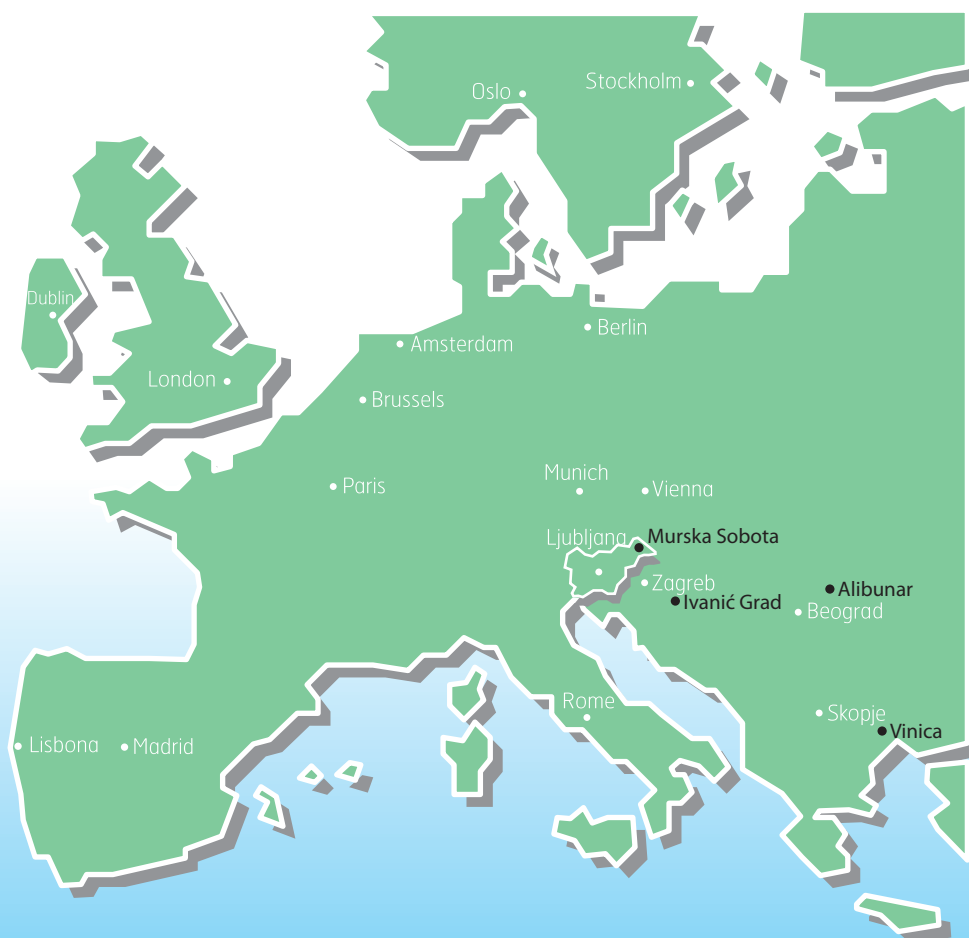 Oslo
Stockholm
Dublin
Berlin
Amsterdam
London
Brussels
Munich
Paris
Vienna
Ljubljana
Murska Sobota
Zagreb
Alibunar
Ivanić Grad
Beograd
Rome
Skopje
Vinica
Lisbona
Madrid